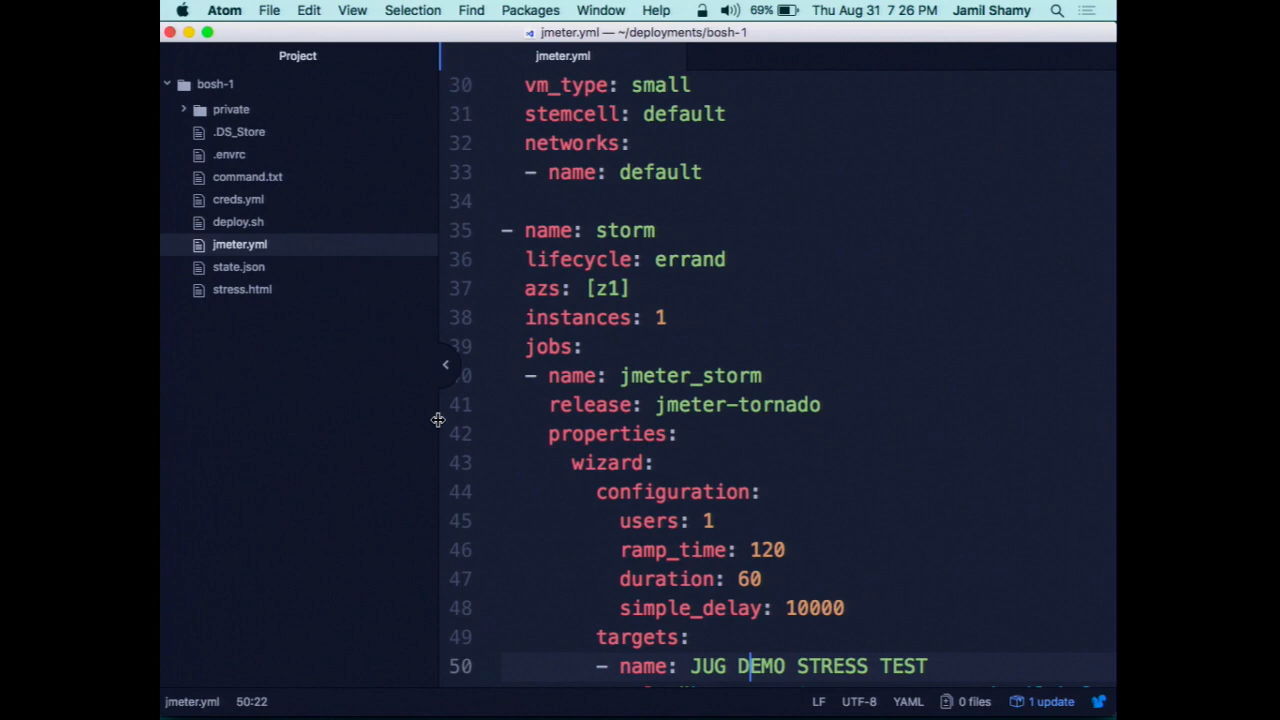 Atom File Edit View Selection Find Packages Window Help 69% Thu Aug 31 7:26 PM Jamil Shamy
jmeter.yml — ~/deployments/bosh-1
Project
jmeter.yml
bosh-1
private
.DS_Store
.envrc
command.txt
creds.yml
deploy.sh
jmeter.yml
state.json
stress.html
30 vm_type: small
31 stemcell: default
32 networks:
33 - name: default
34
35 - name: storm
36 lifecycle: errand
37 azs: [z1]
38 instances: 1
39 jobs:
40 - name: jmeter_storm
41 release: jmeter-tornado
42 properties:
43 wizard:
44 configuration:
45 users: 1
46 ramp_time: 120
47 duration: 60
48 simple_delay: 10000
49 targets:
50 - name: JUG DEMO STRESS TEST
jmeter.yml 50:22 LF UTF-8 YAML 0 files 1 update